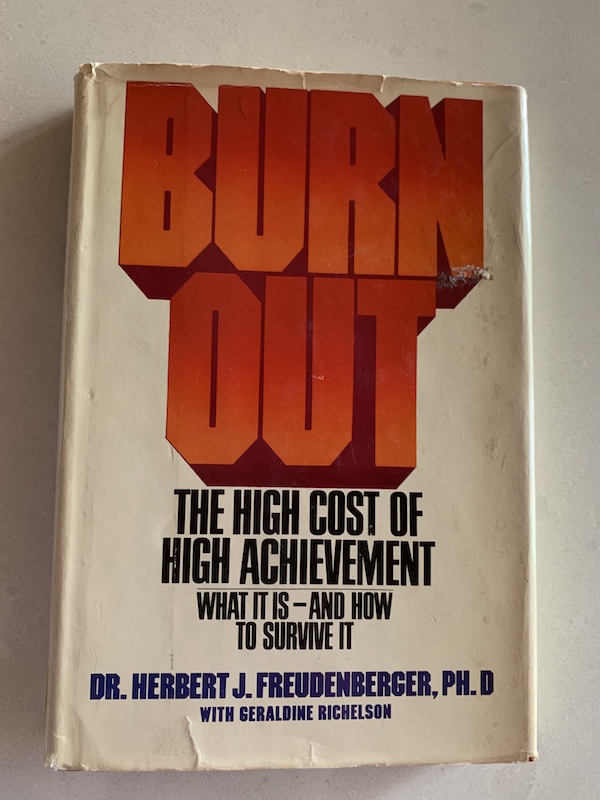 BURN
OUT
THE HIGH COST OF
HIGH ACHIEVEMENT
WHAT IT IS – AND HOW
TO SURVIVE IT
DR. HERBERT J. FREUDENBERGER, PH. D
WITH GERALDINE RICHELSON